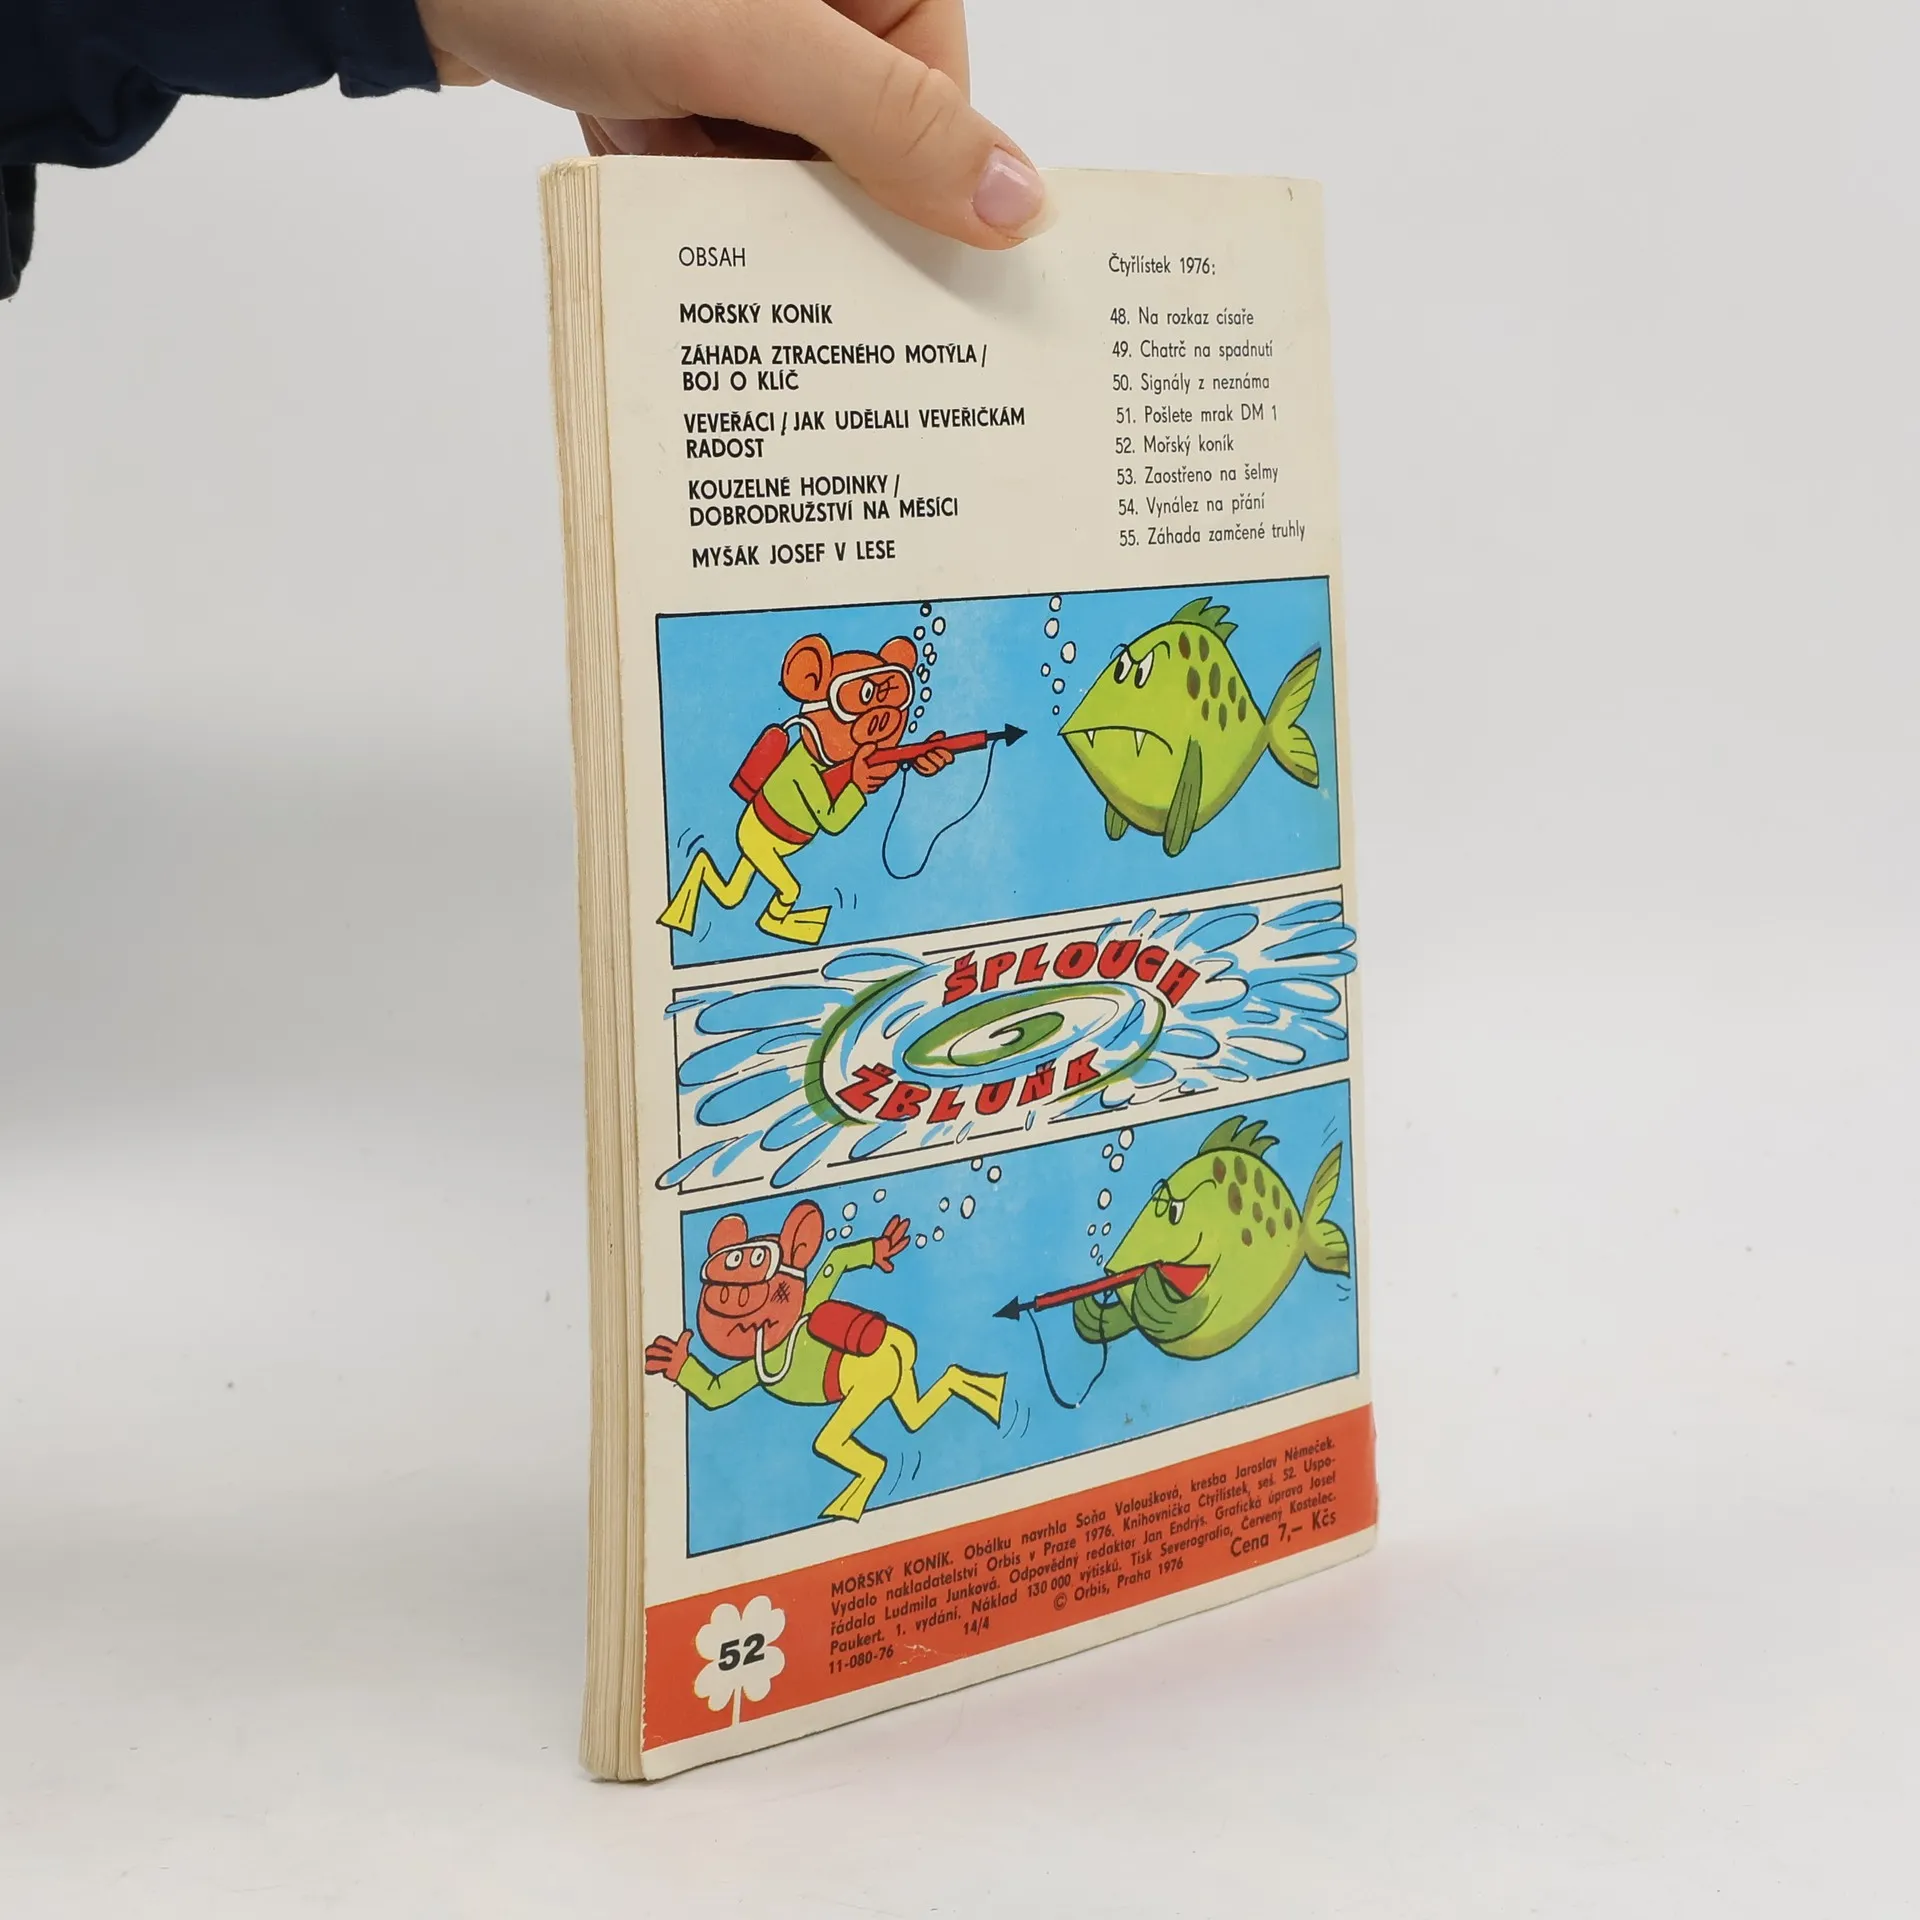 OBSAH
MOŘSKÝ KONÍK
ZÁHADA ZTRACENÉHO MOTÝLA /
BOJ O KLÍČ
VEVEŘÁCI / JAK UDĚLALI VEVEŘIČKÁM
RADOST
KOUZELNÉ HODINKY /
DOBRODRUŽSTVÍ NA MĚSÍCI
MYŠÁK JOSEF V LESE
Čtyřlístek 1976:
48. Na rozkaz císaře
49. Chatrč na spadnutí
50. Signály z neznáma
51. Pošlete mrak DM 1
52. Mořský koník
53. Zaostřeno na šelmy
54. Vynález na přání
55. Záhada zamčené truhly
ŠPLOUCH
ŽBLUŇK
MOŘSKÝ KONÍK. Obálku navrhla Soňa Valoušková, kresba Jaroslav Němeček.
Vydalo nakladatelství Orbis v Praze 1976. Knihovnička Čtyřlístek, seš. 52. Uspo-
řádala Ludmila Junková. Odpovědný redaktor Jan Endrýs. Grafická úprava Josef
Paukert. 1. vydání. Náklad 130 000 výtisků. Tisk Severografia, Červený Kostelec.
11-080-76 14/4 © Orbis, Praha 1976 Cena 7,– Kčs
52